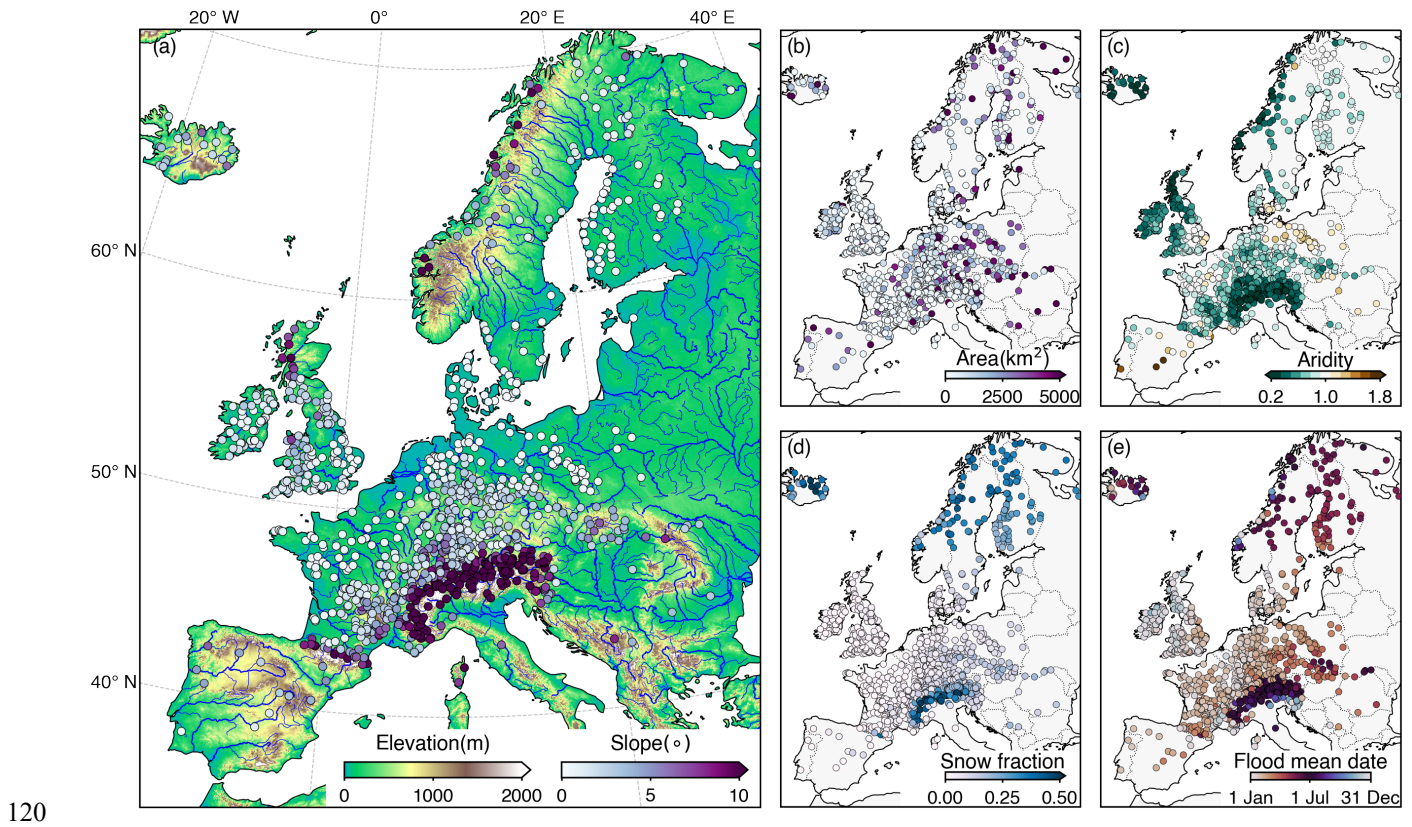 20° W 0° 20° E 40° E
(a)
60° N
50° N
40° N
Elevation(m)
0 1000 2000
Slope(∘)
0 5 10
(b)
Area(km²)
0 2500 5000
(c)
Aridity
0.2 1.0 1.8
(d)
Snow fraction
0.00 0.25 0.50
(e)
Flood mean date
1 Jan 1 Jul 31 Dec
120